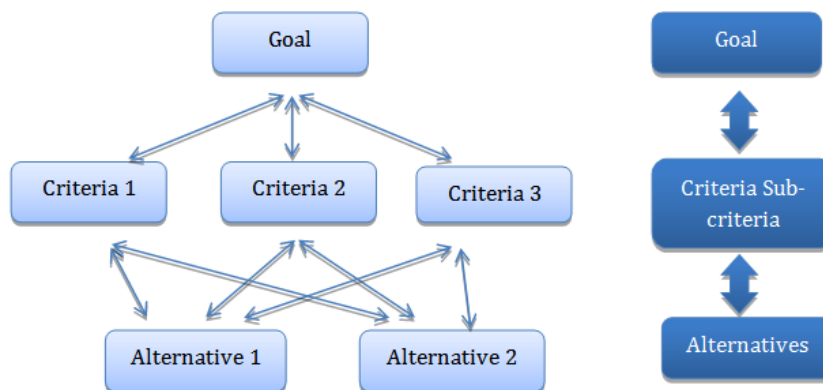 Goal
Goal
Criteria 1
Criteria 2
Criteria 3
Criteria Sub-
criteria
Alternative 1
Alternative 2
Alternatives